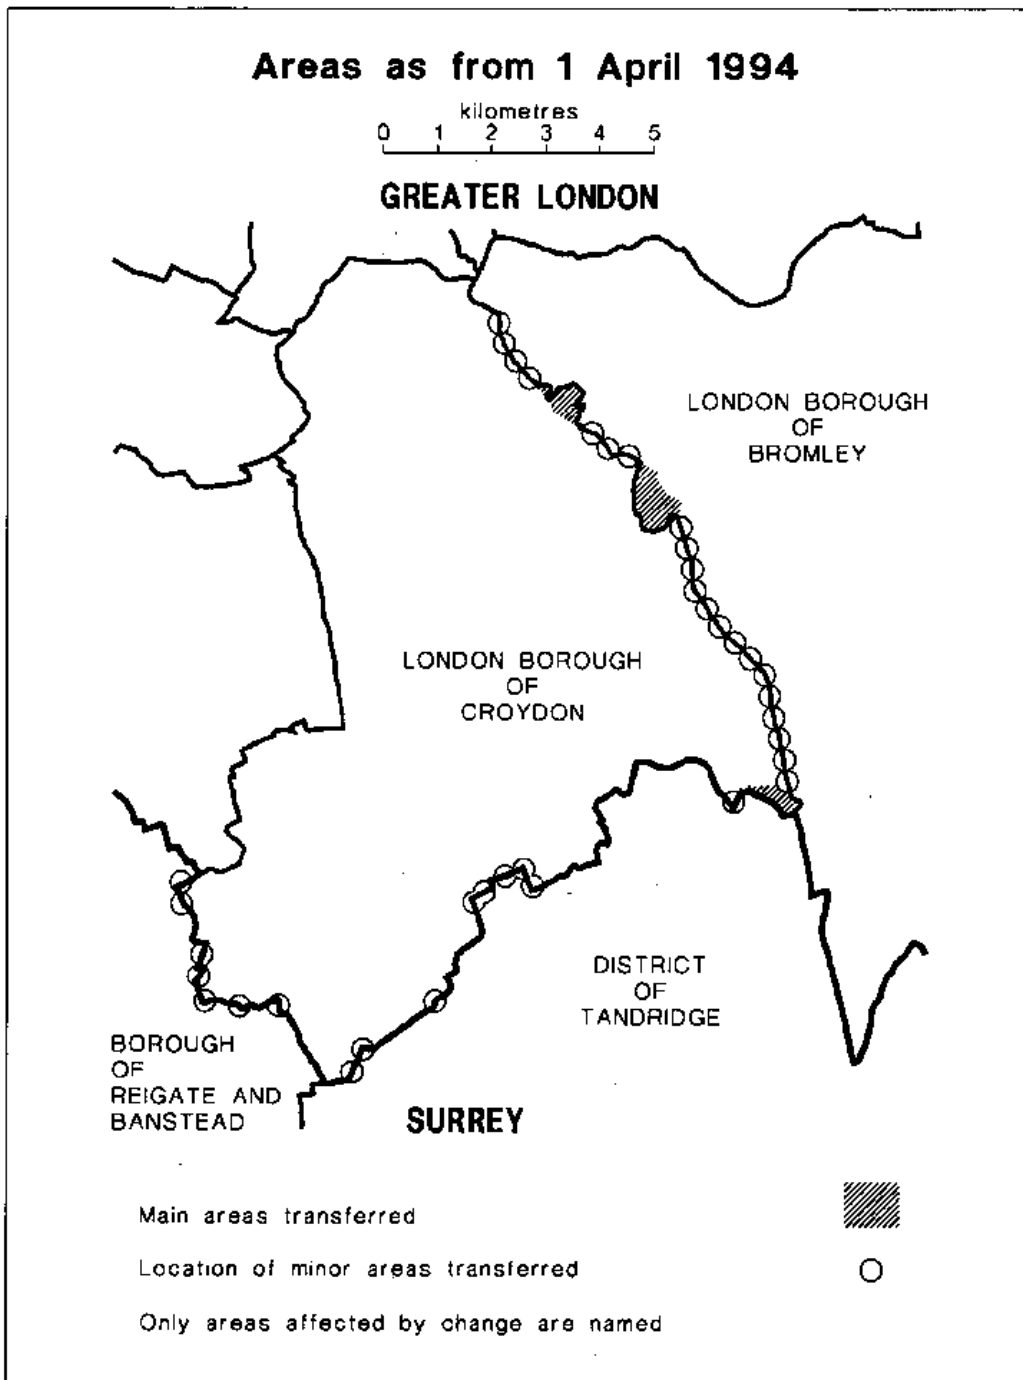 Areas as from 1 April 1994
kilometres
0 1 2 3 4 5
GREATER LONDON
LONDON BOROUGH
OF
BROMLEY
LONDON BOROUGH
OF
CROYDON
DISTRICT
OF
TANDRIDGE
BOROUGH
OF
REIGATE AND
BANSTEAD
SURREY
Main areas transferred
Location of minor areas transferred
Only areas affected by change are named